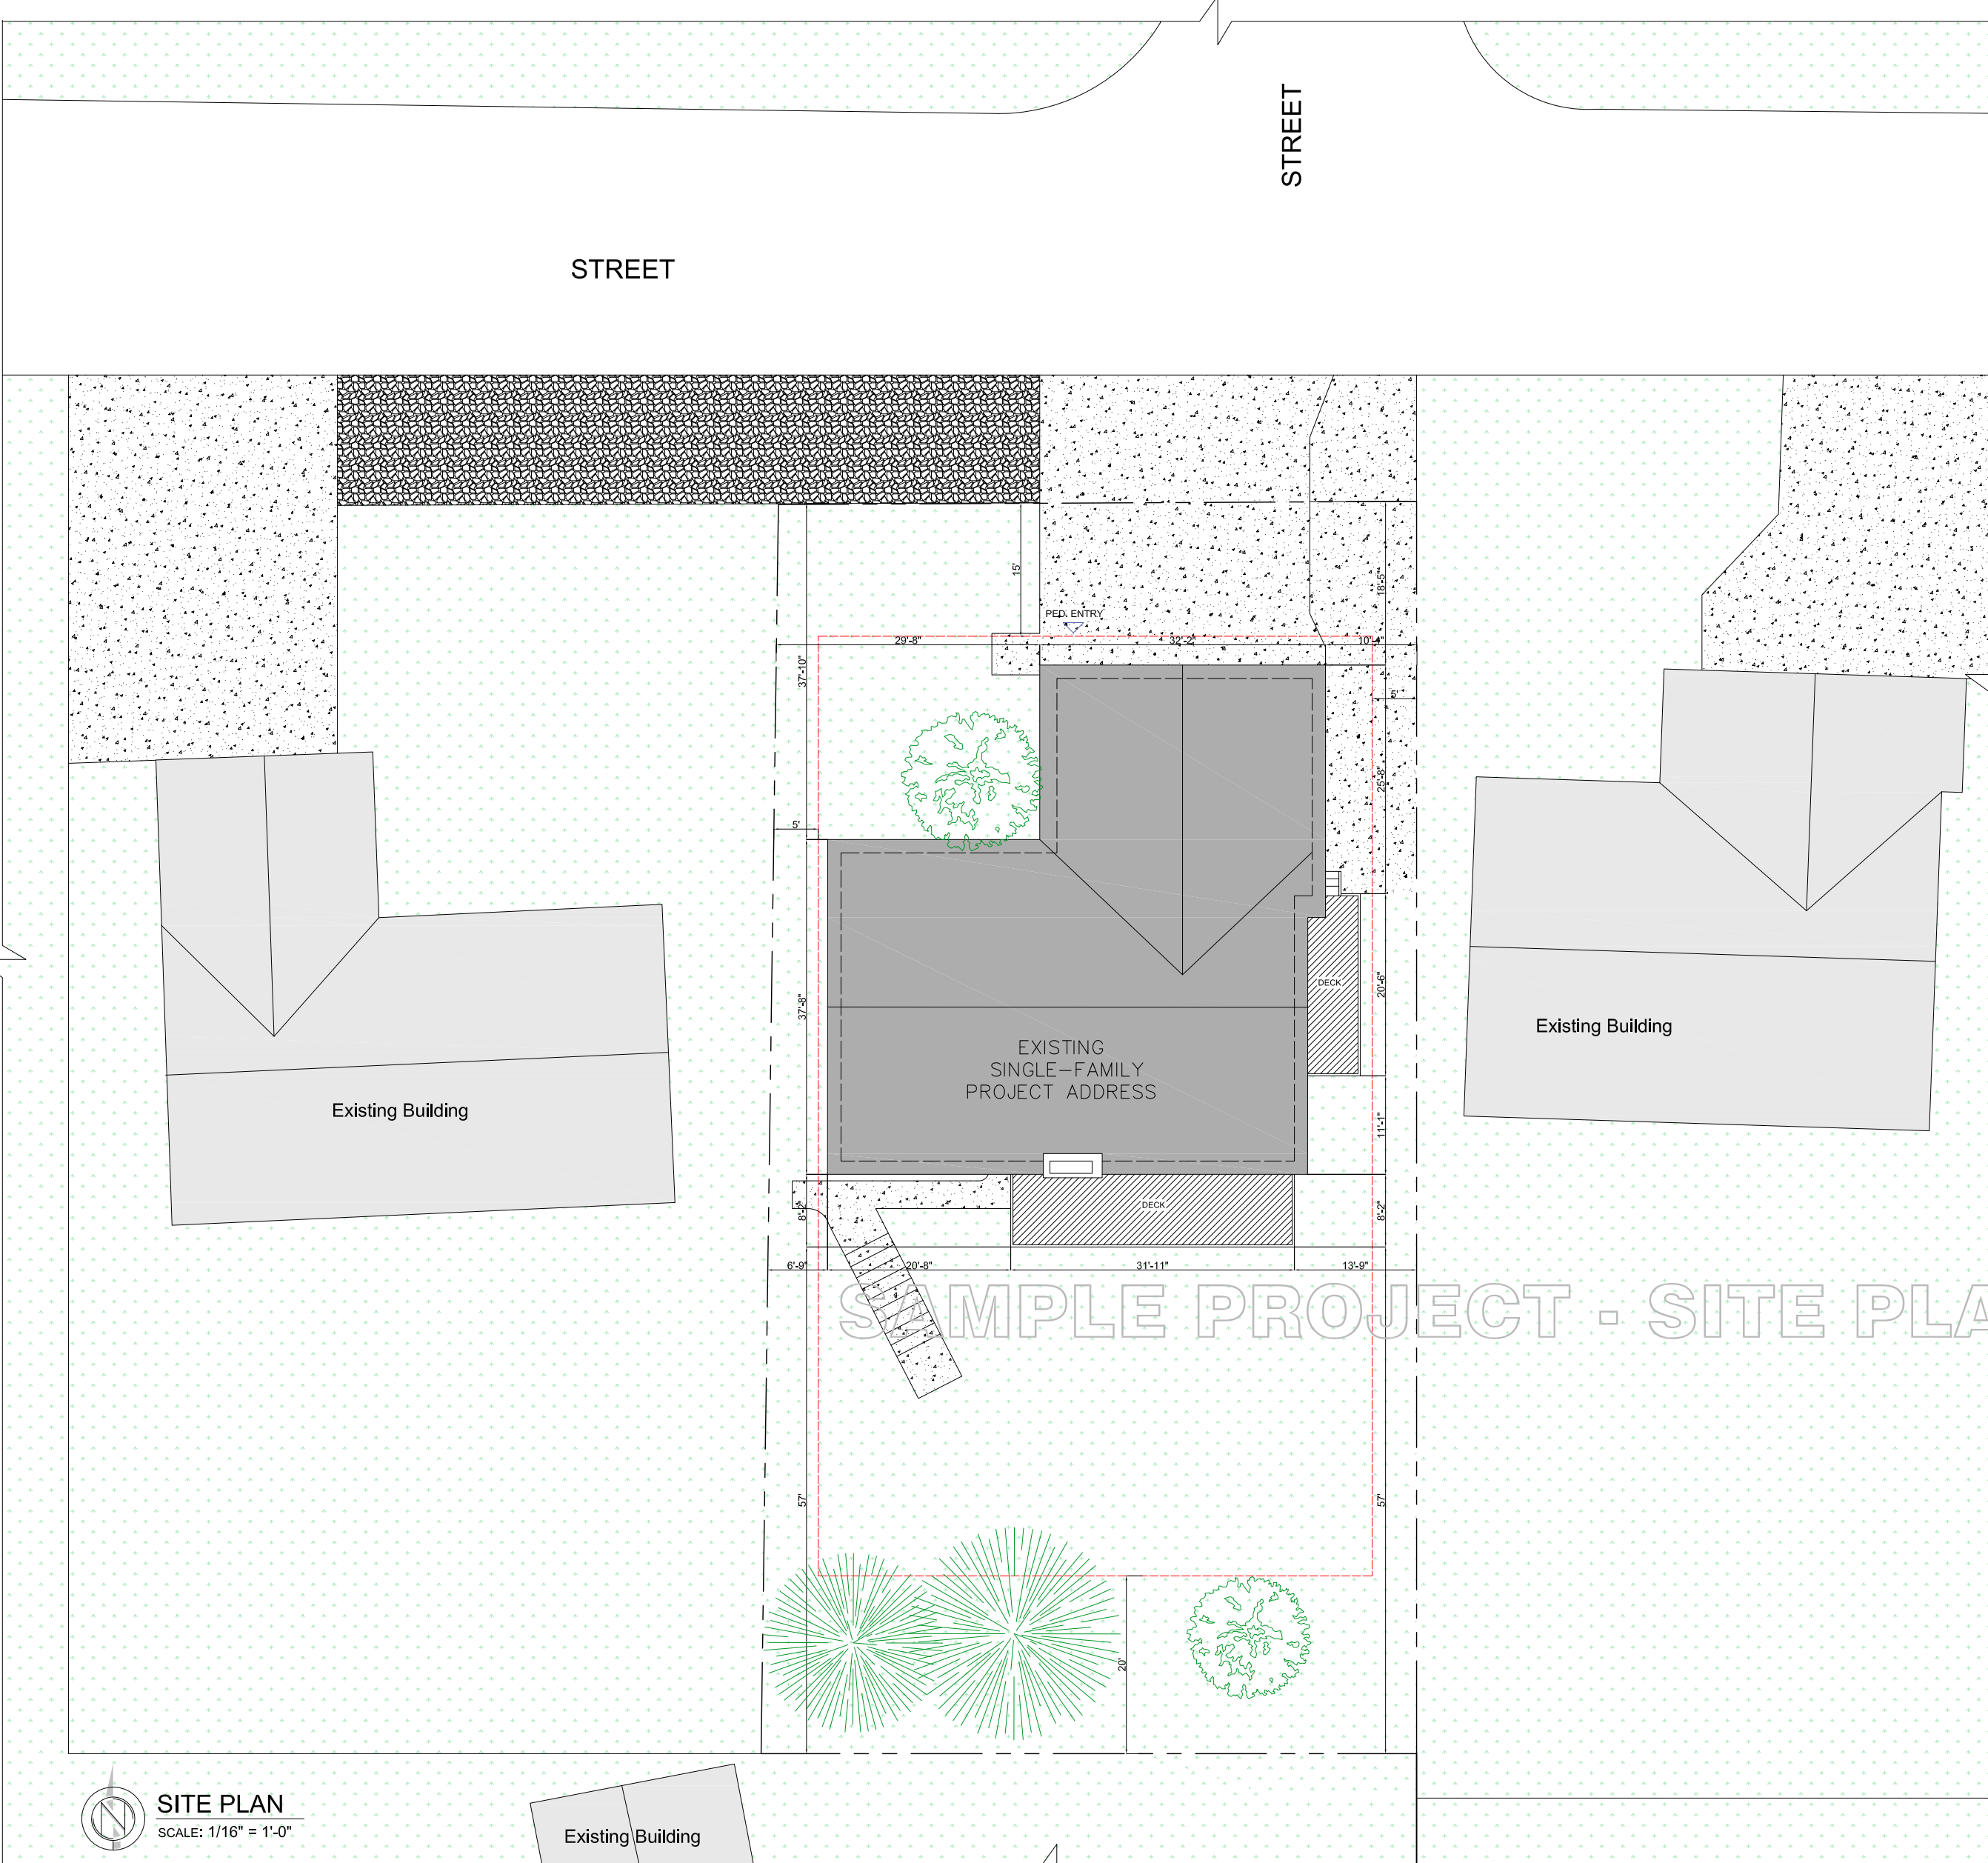 STREET
STREET
15'
18'-5"
PED. ENTRY
29'-8"
32'-2"
10'-4"
37'-10"
5'
25'-8"
5'
DECK
20'-6"
37'-8"
Existing Building
EXISTING
SINGLE-FAMILY
PROJECT ADDRESS
Existing Building
11'-1"
DECK
8'-2"
8'-2"
6'-9"
20'-8"
31'-11"
13'-9"
SAMPLE PROJECT - SITE PLA
57'
57'
20'
N
SITE PLAN
SCALE: 1/16" = 1'-0"
Existing Building